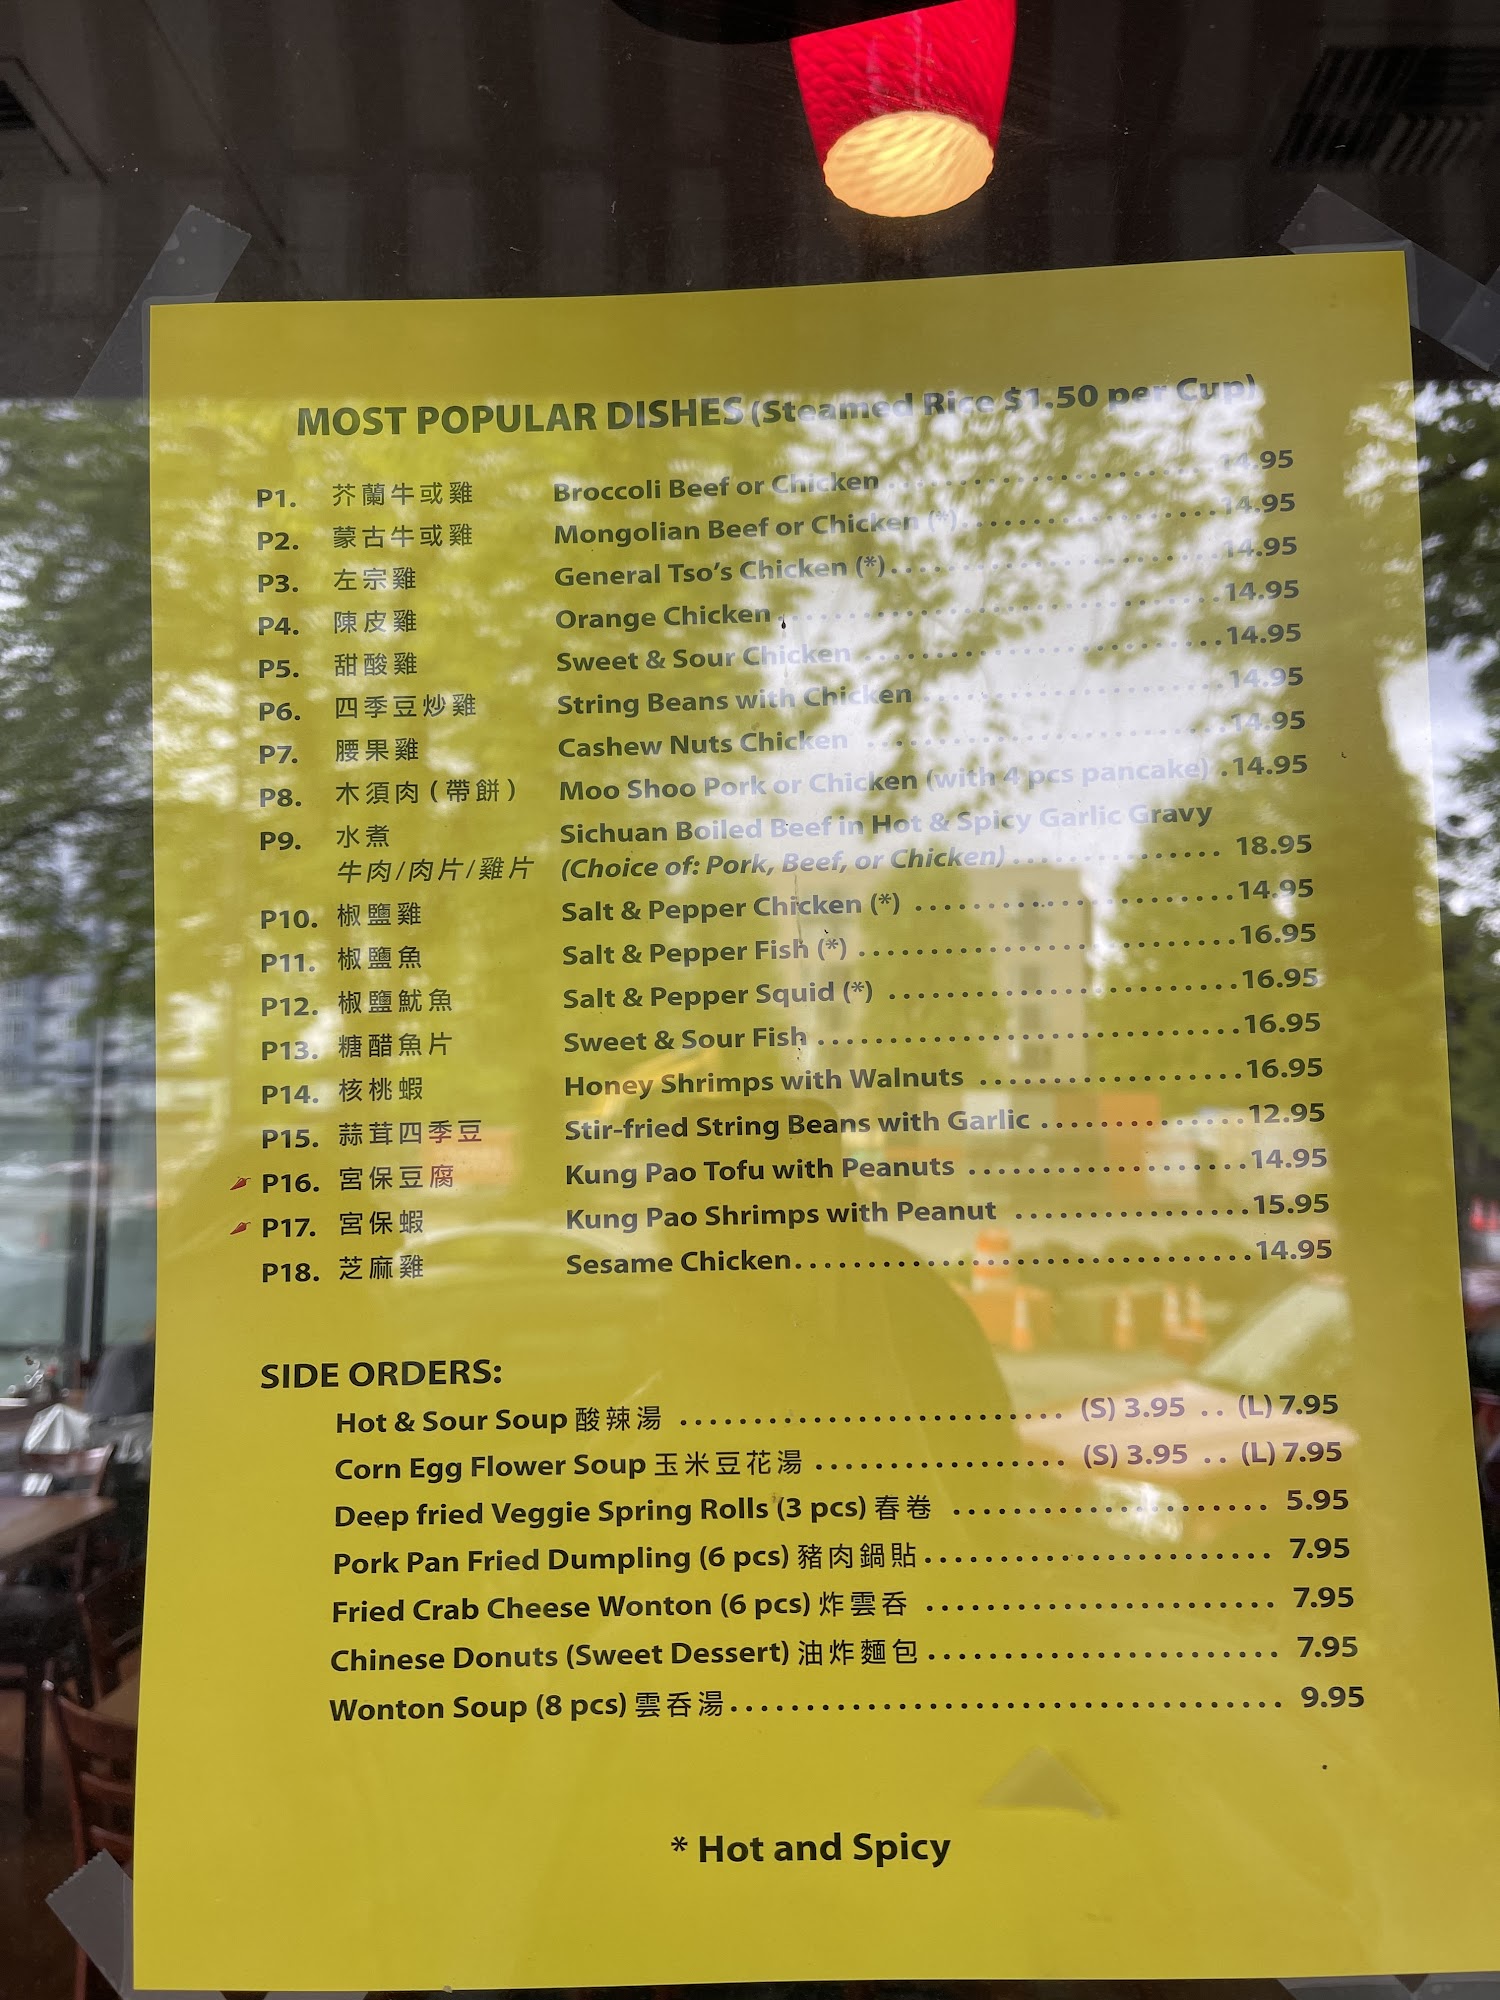 MOST POPULAR DISHES (Steamed Rice $1.50 per Cup)
P1. 芥蘭牛或雞 Broccoli Beef or Chicken 14.95
P2. 蒙古牛或雞 Mongolian Beef or Chicken (*) 14.95
P3. 左宗雞 General Tso's Chicken (*) 14.95
P4. 陳皮雞 Orange Chicken 14.95
P5. 甜酸雞 Sweet & Sour Chicken 14.95
P6. 四季豆炒雞 String Beans with Chicken 14.95
P7. 腰果雞 Cashew Nuts Chicken 14.95
P8. 木須肉 (帶餅) Moo Shoo Pork or Chicken (with 4 pcs pancake) 14.95
P9. 水煮 Sichuan Boiled Beef in Hot & Spicy Garlic Gravy
牛肉/肉片/雞片 (Choice of: Pork, Beef, or Chicken) 18.95
P10. 椒鹽雞 Salt & Pepper Chicken (*) 14.95
P11. 椒鹽魚 Salt & Pepper Fish (*) 16.95
P12. 椒鹽魷魚 Salt & Pepper Squid (*) 16.95
P13. 糖醋魚片 Sweet & Sour Fish 16.95
P14. 核桃蝦 Honey Shrimps with Walnuts 16.95
P15. 蒜茸四季豆 Stir-fried String Beans with Garlic 12.95
P16. 宮保豆腐 Kung Pao Tofu with Peanuts 14.95
P17. 宮保蝦 Kung Pao Shrimps with Peanut 15.95
P18. 芝麻雞 Sesame Chicken 14.95
SIDE ORDERS:
Hot & Sour Soup 酸辣湯 (S) 3.95 .. (L) 7.95
Corn Egg Flower Soup 玉米豆花湯 (S) 3.95 .. (L) 7.95
Deep fried Veggie Spring Rolls (3 pcs) 春卷 5.95
Pork Pan Fried Dumpling (6 pcs) 豬肉鍋貼 7.95
Fried Crab Cheese Wonton (6 pcs) 炸雲吞 7.95
Chinese Donuts (Sweet Dessert) 油炸麵包 7.95
Wonton Soup (8 pcs) 雲吞湯 9.95
* Hot and Spicy